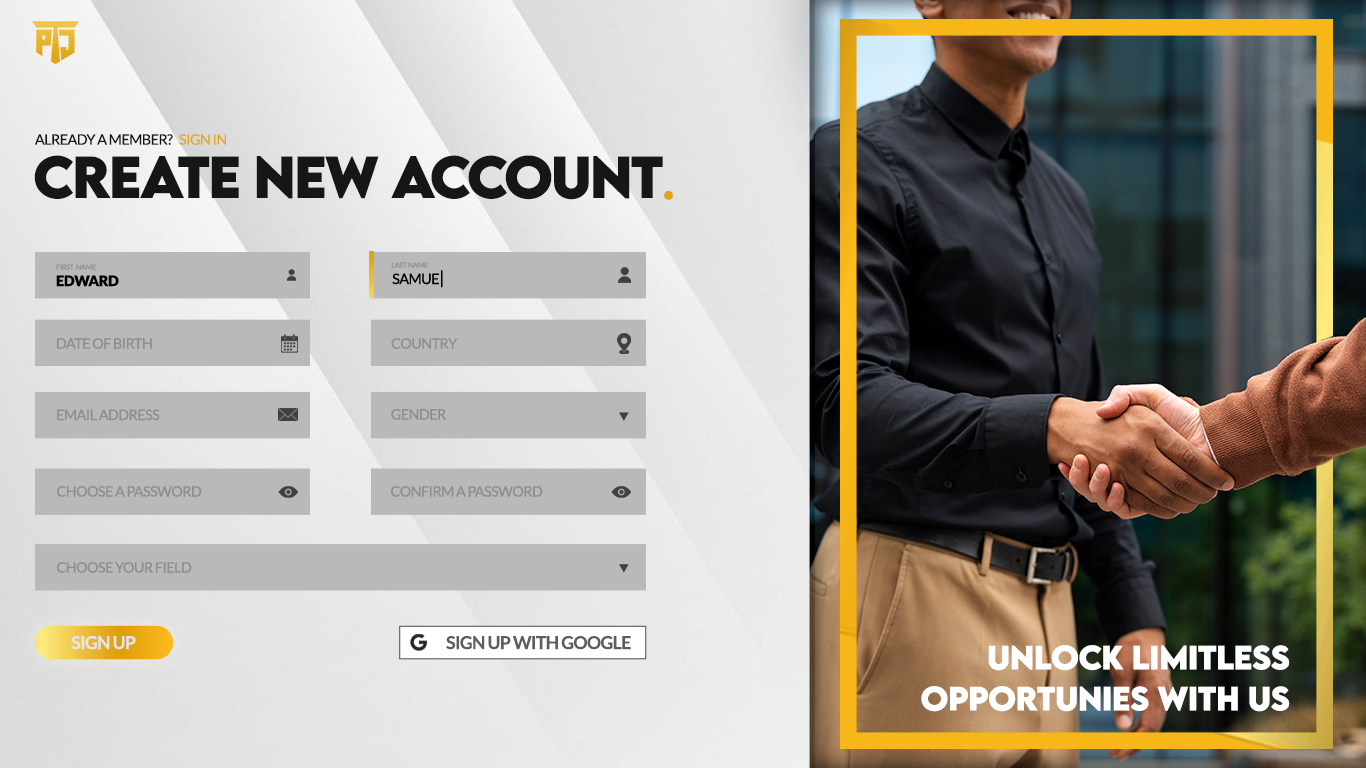 PTJ
ALREADY A MEMBER? SIGN IN
CREATE NEW ACCOUNT.
FIRST NAME
EDWARD
LAST NAME
SAMUE
DATE OF BIRTH
COUNTRY
EMAIL ADDRESS
GENDER
CHOOSE A PASSWORD
CONFIRM A PASSWORD
CHOOSE YOUR FIELD
SIGN UP
G SIGN UP WITH GOOGLE
UNLOCK LIMITLESS
OPPORTUNIES WITH US